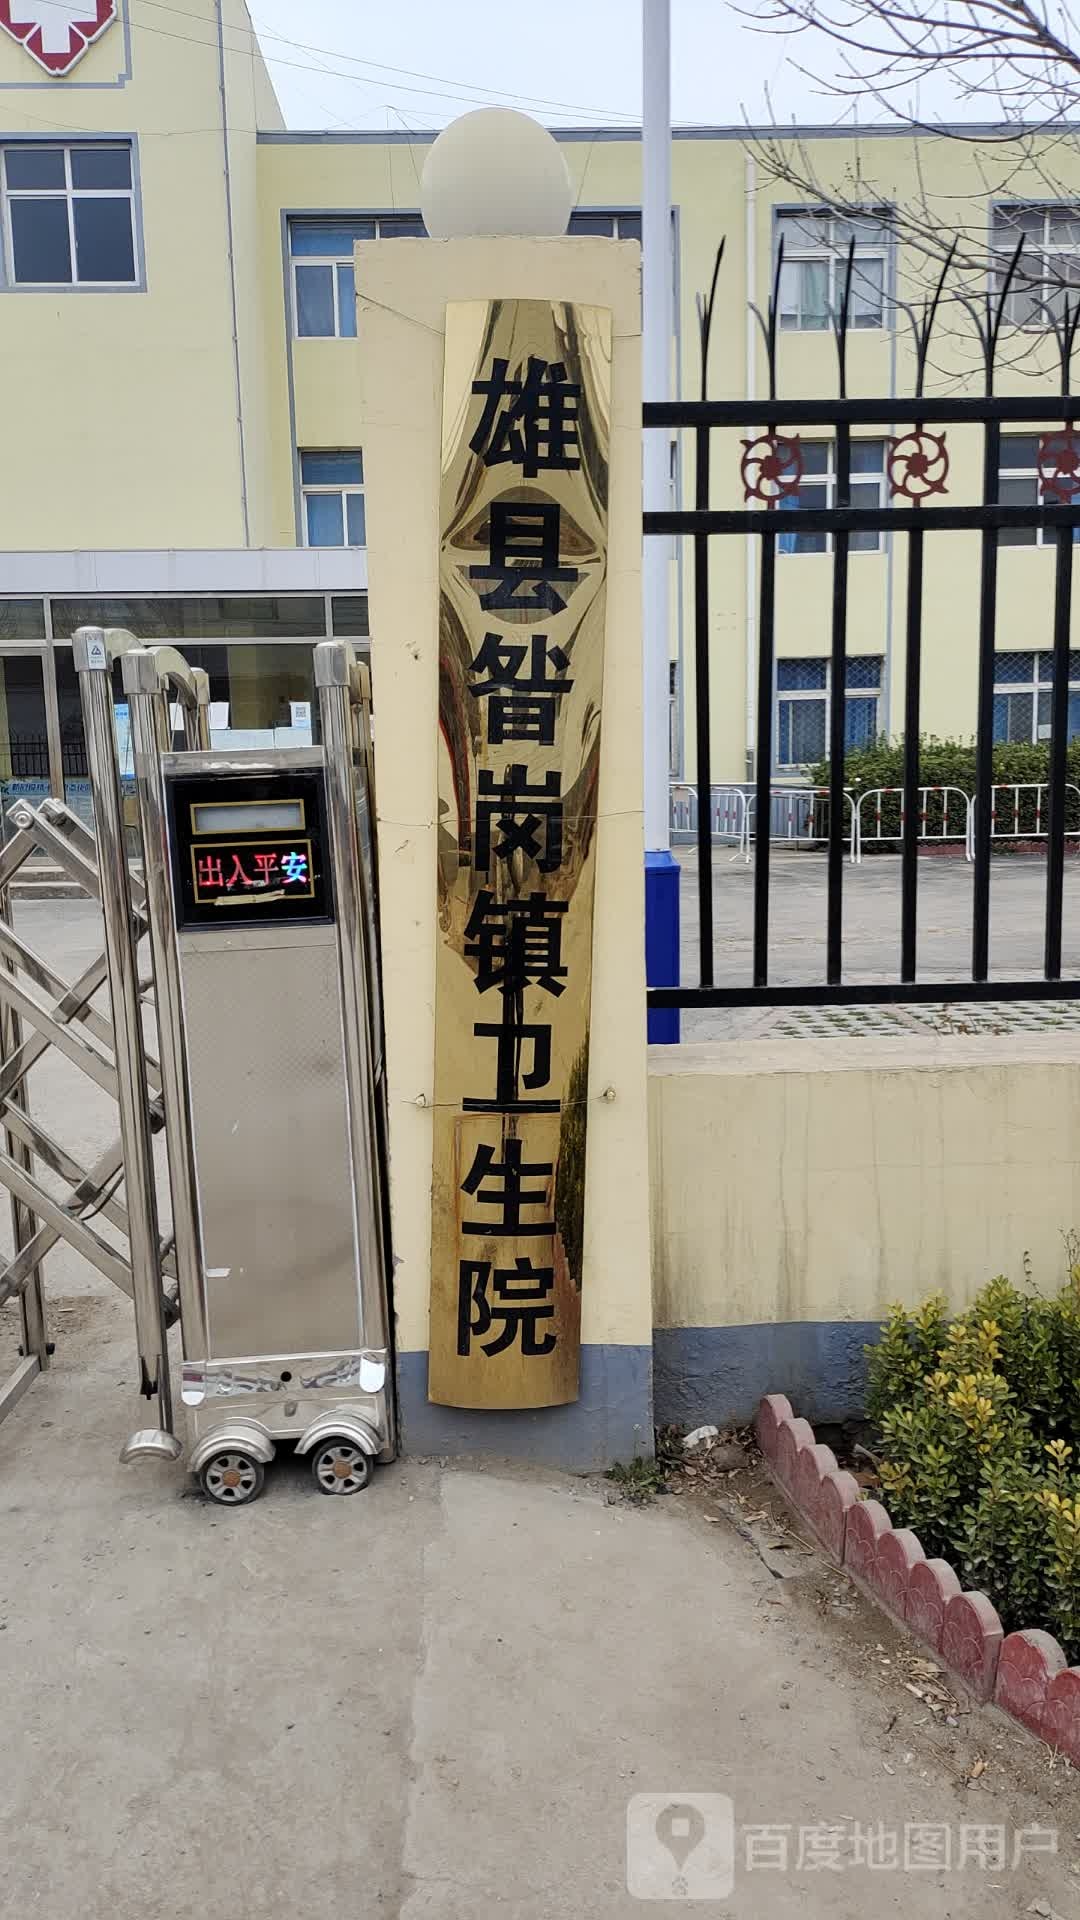 雄县昝岗镇卫生院
出入平安
百度地图用户